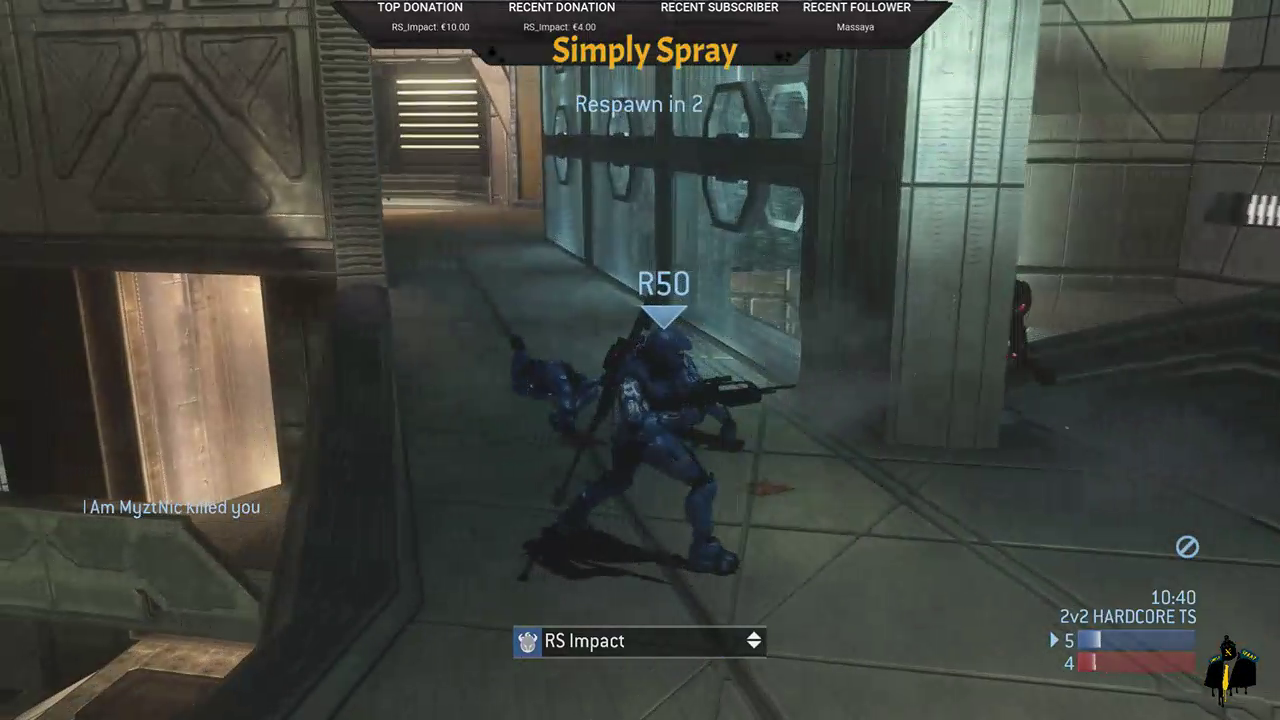 TOP DONATION
RECENT DONATION
RECENT SUBSCRIBER
RECENT FOLLOWER
RS_Impact: €10.00
RS_Impact: €4.00
Massaya
Simply Spray
Respawn in 2
R50
I Am MyztNic killed you
10:40
2v2 HARDCORE TS
5
4
RS Impact